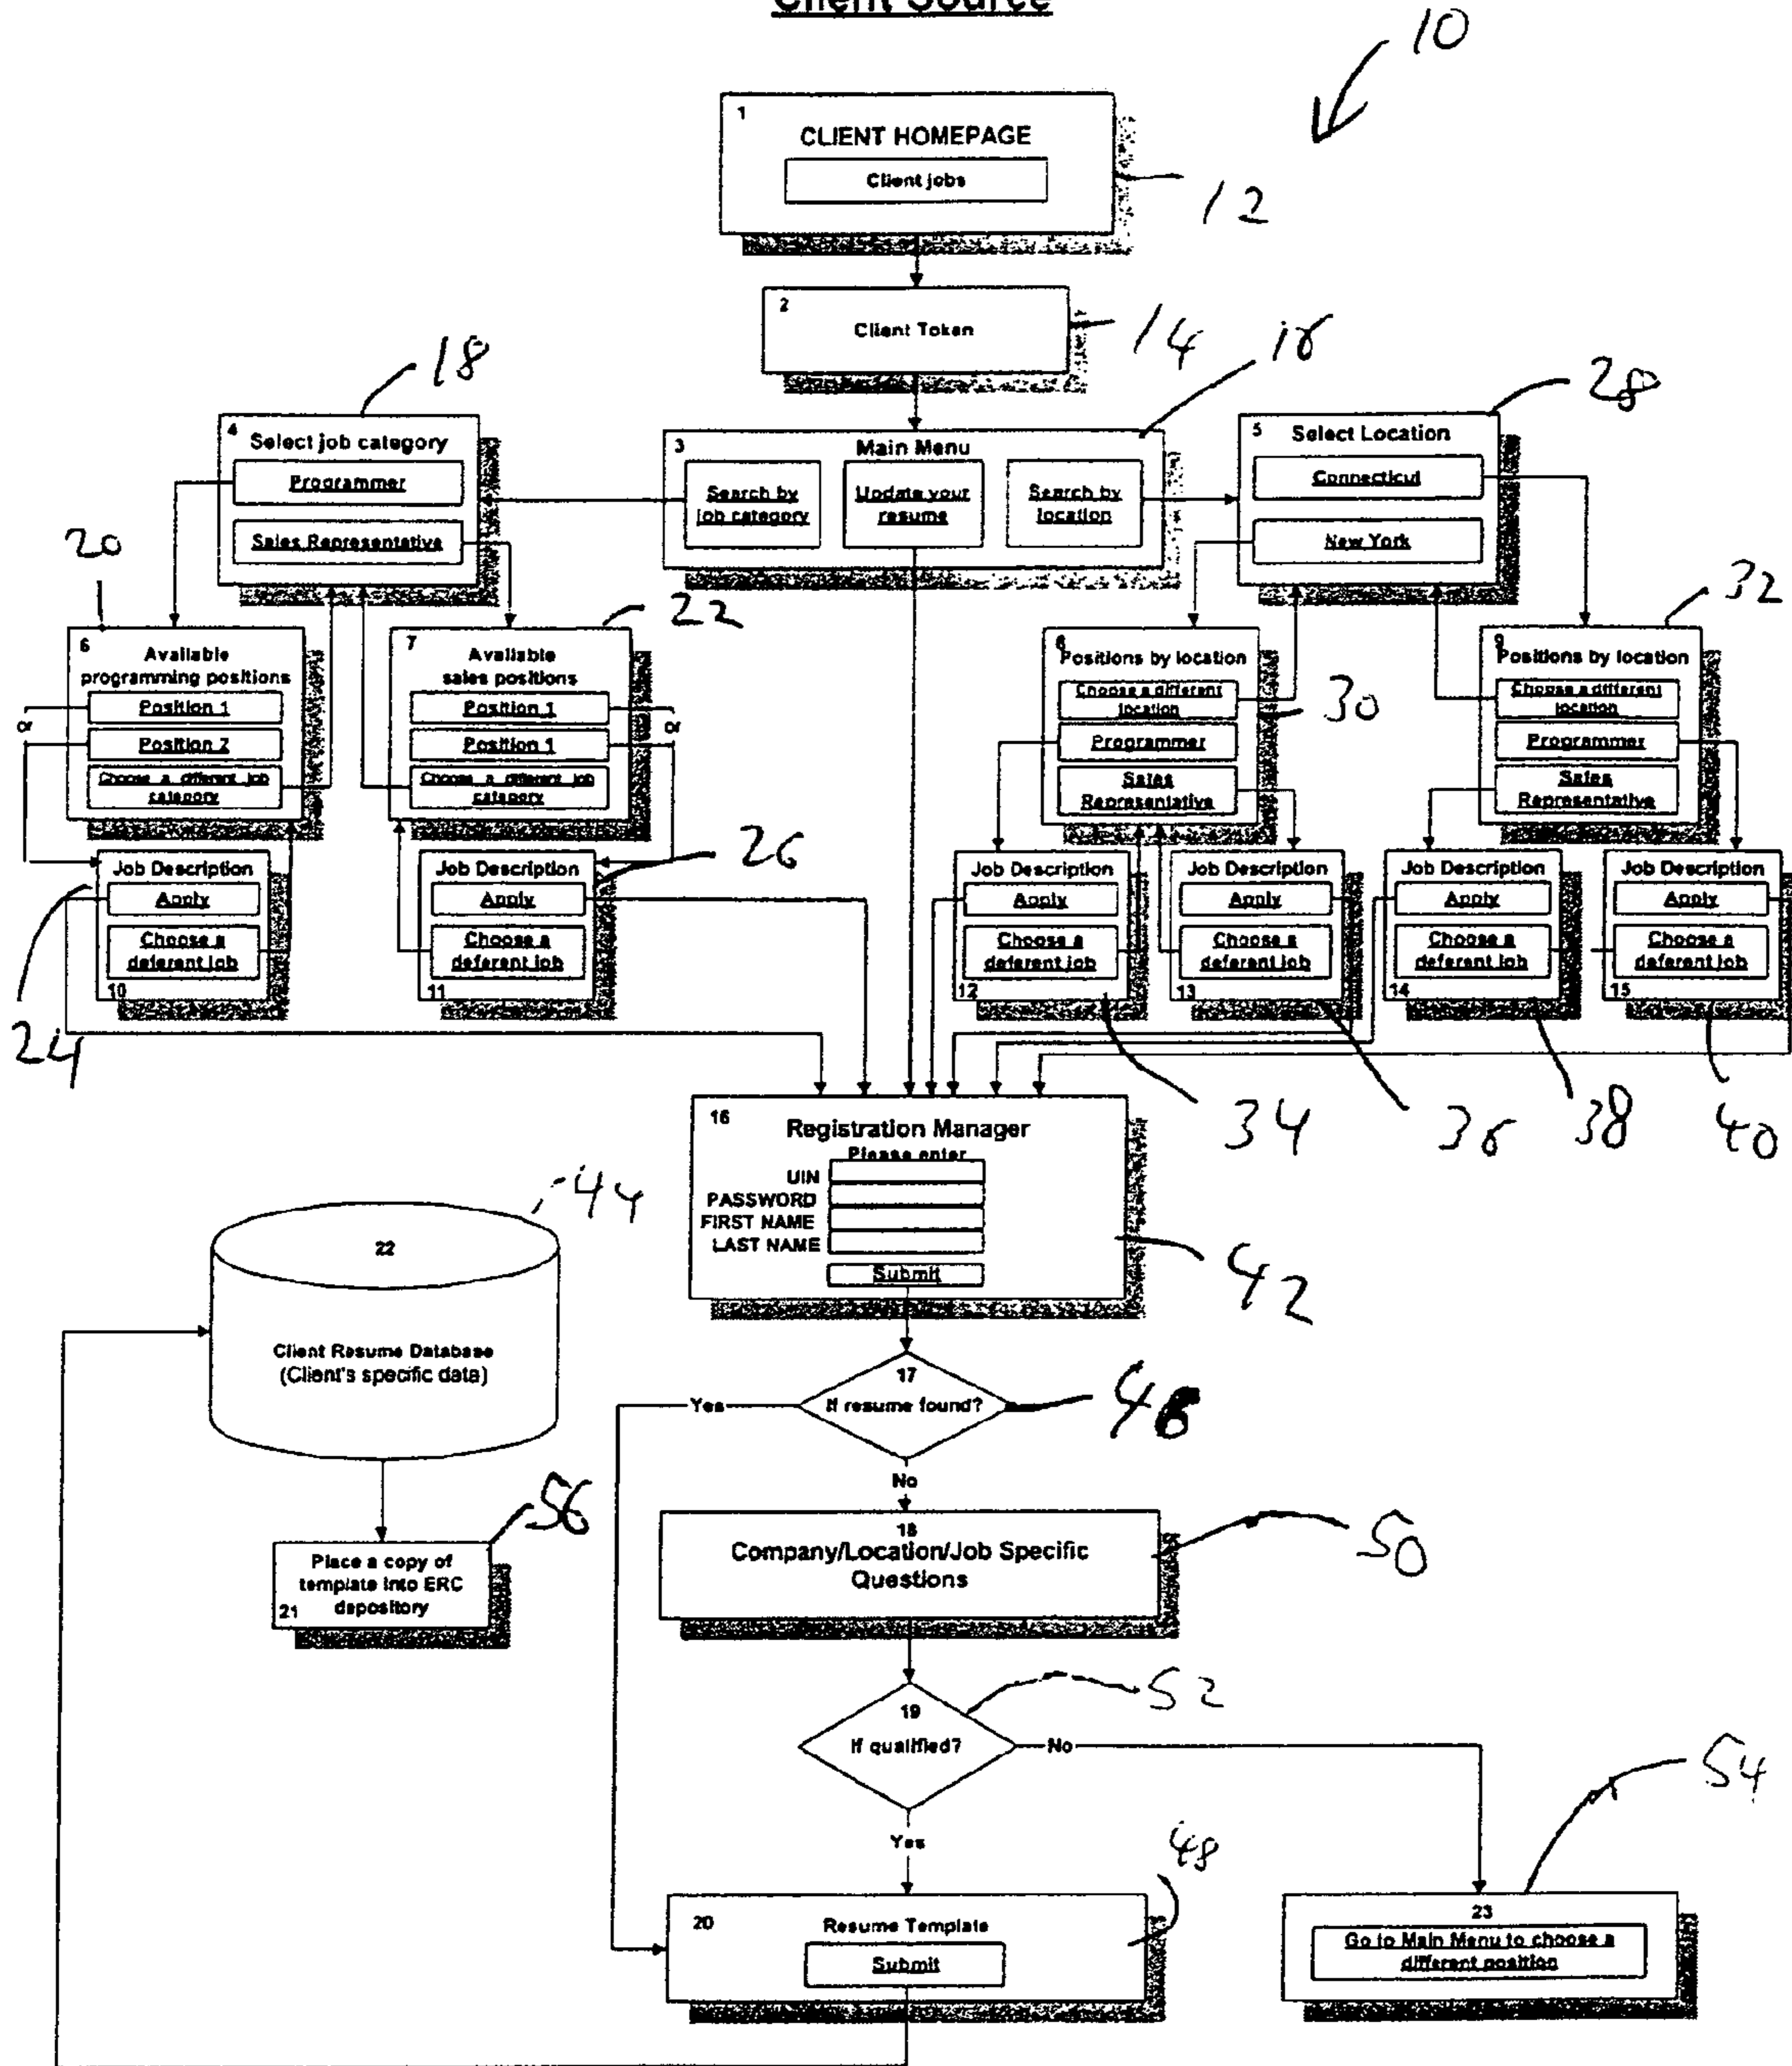 Client Source
10
1
CLIENT HOMEPAGE
Client jobs
12
2
Client Token
14
16
18
28
4
Select job category
Programmer
Sales Representative
3
Main Menu
Search by
job category
Update your
resume
Search by
location
5
Select Location
Connecticut
New York
20
22
32
6
Available
programming positions
Position 1
Position 2
Choose a different job
category
or
7
Available
sales positions
Position 1
Position 1
Choose a different job
category
or
8
Positions by location
Choose a different
location
Programmer
Sales
Representative
30
9
Positions by location
Choose a different
location
Programmer
Sales
Representative
Job Description
Apply
Choose a
deferent job
10
24
Job Description
Apply
Choose a
deferent job
11
26
Job Description
Apply
Choose a
deferent job
12
Job Description
Apply
Choose a
deferent job
13
Job Description
Apply
Choose a
deferent job
14
Job Description
Apply
Choose a
deferent job
15
34
36
38
40
16
Registration Manager
Please enter
UIN
PASSWORD
FIRST NAME
LAST NAME
Submit
42
44
22
Client Resume Database
(Client's specific data)
17
If resume found?
46
Yes
No
56
Place a copy of
template into ERC
depository
21
18
Company/Location/Job Specific
Questions
50
19
If qualified?
52
No
Yes
54
48
20
Resume Template
Submit
23
Go to Main Menu to choose a
different position